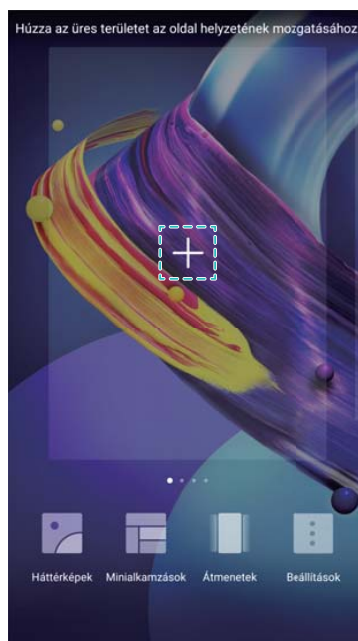 Húzza az üres területet az oldal helyzetének mozgatásához
Háttérképek Minialkamzások Átmenetek Beállítások